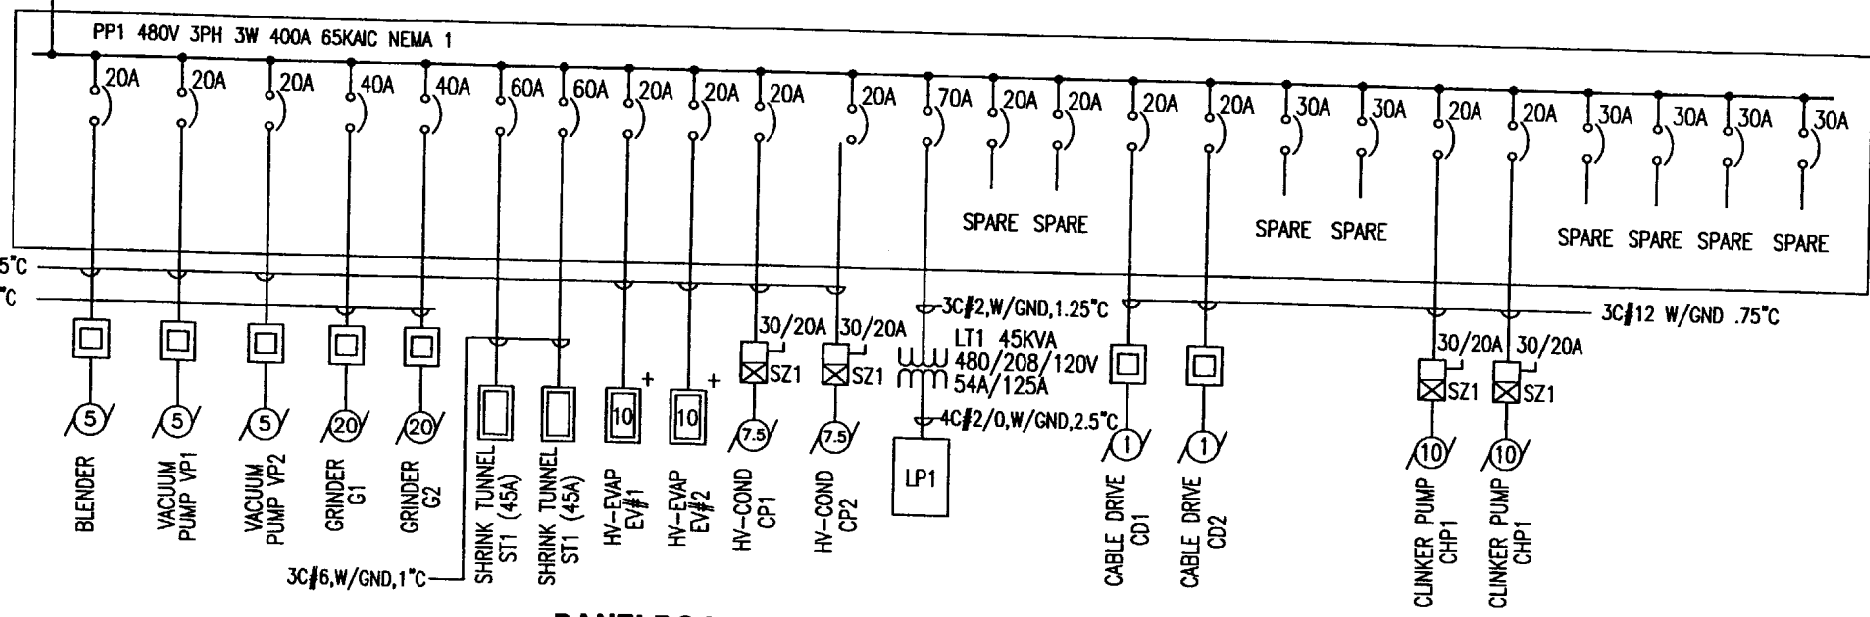 PP1 480V 3PH 3W 400A 65KAIC NEMA 1
20A 20A 20A 40A 40A 60A 60A 20A 20A 20A 20A 70A 20A 20A 20A 20A 30A 30A 20A 20A 30A 30A 30A 30A
SPARE SPARE SPARE SPARE SPARE SPARE SPARE SPARE
5"C
"C
3C#2,W/GND,1.25"C
3C#12 W/GND .75"C
30/20A 30/20A
LT1 45KVA
480/208/120V
54A/125A
30/20A 30/20A
SZ1 SZ1
SZ1 SZ1
+ +
4C#2/0,W/GND,2.5"C
5 5 5 20 20 10 10 7.5 7.5 1 1 10 10
LP1
BLENDER
VACUUM
PUMP VP1
VACUUM
PUMP VP2
GRINDER
G1
GRINDER
G2
SHRINK TUNNEL
ST1 (45A)
SHRINK TUNNEL
ST1 (45A)
HV-EVAP
EV#1
HV-EVAP
EV#2
HV-COND
CP1
HV-COND
CP2
CABLE DRIVE
CD1
CABLE DRIVE
CD2
CLINKER PUMP
CHP1
CLINKER PUMP
CHP1
3C#6,W/GND,1"C